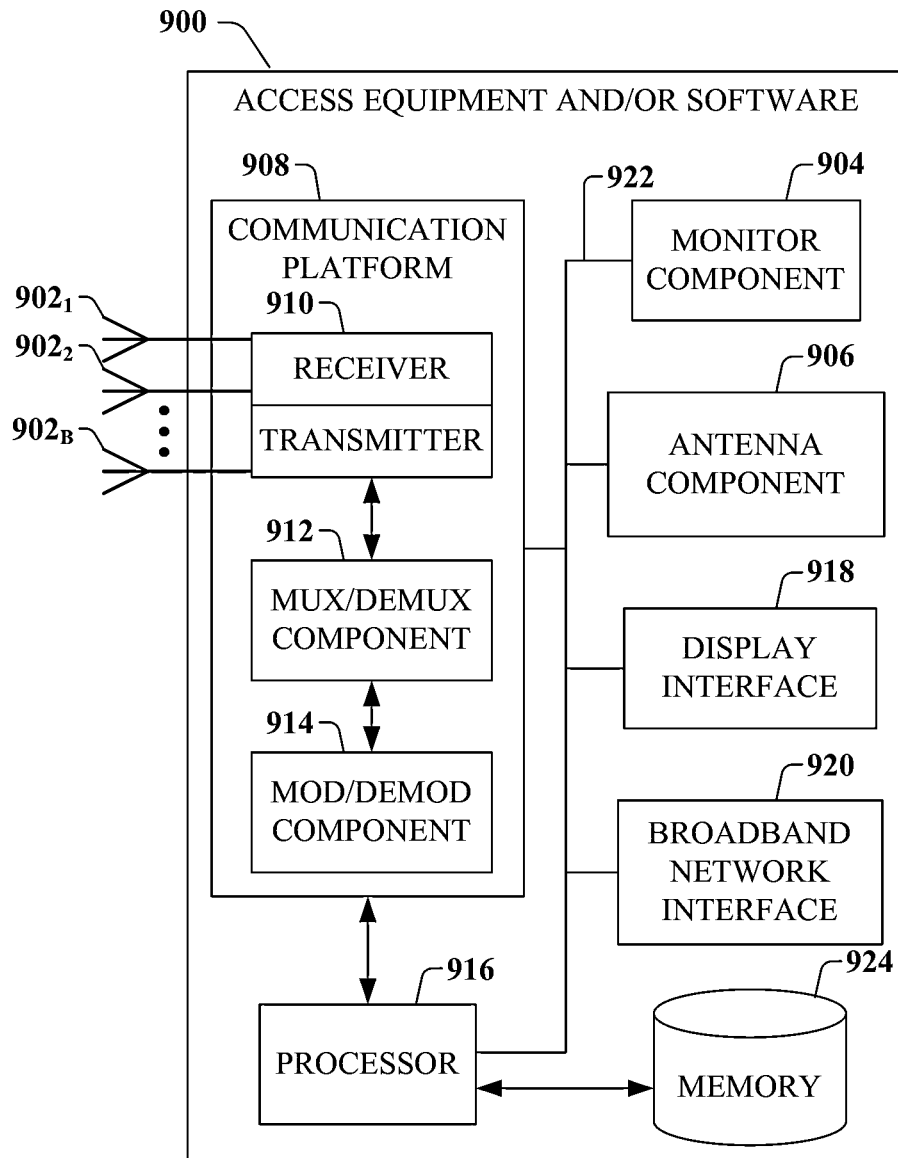 900
ACCESS EQUIPMENT AND/OR SOFTWARE
908
COMMUNICATION
PLATFORM
902₁
902₂
902_B
910
RECEIVER
TRANSMITTER
912
MUX/DEMUX
COMPONENT
914
MOD/DEMOD
COMPONENT
916
PROCESSOR
922
904
MONITOR
COMPONENT
906
ANTENNA
COMPONENT
918
DISPLAY
INTERFACE
920
BROADBAND
NETWORK
INTERFACE
924
MEMORY